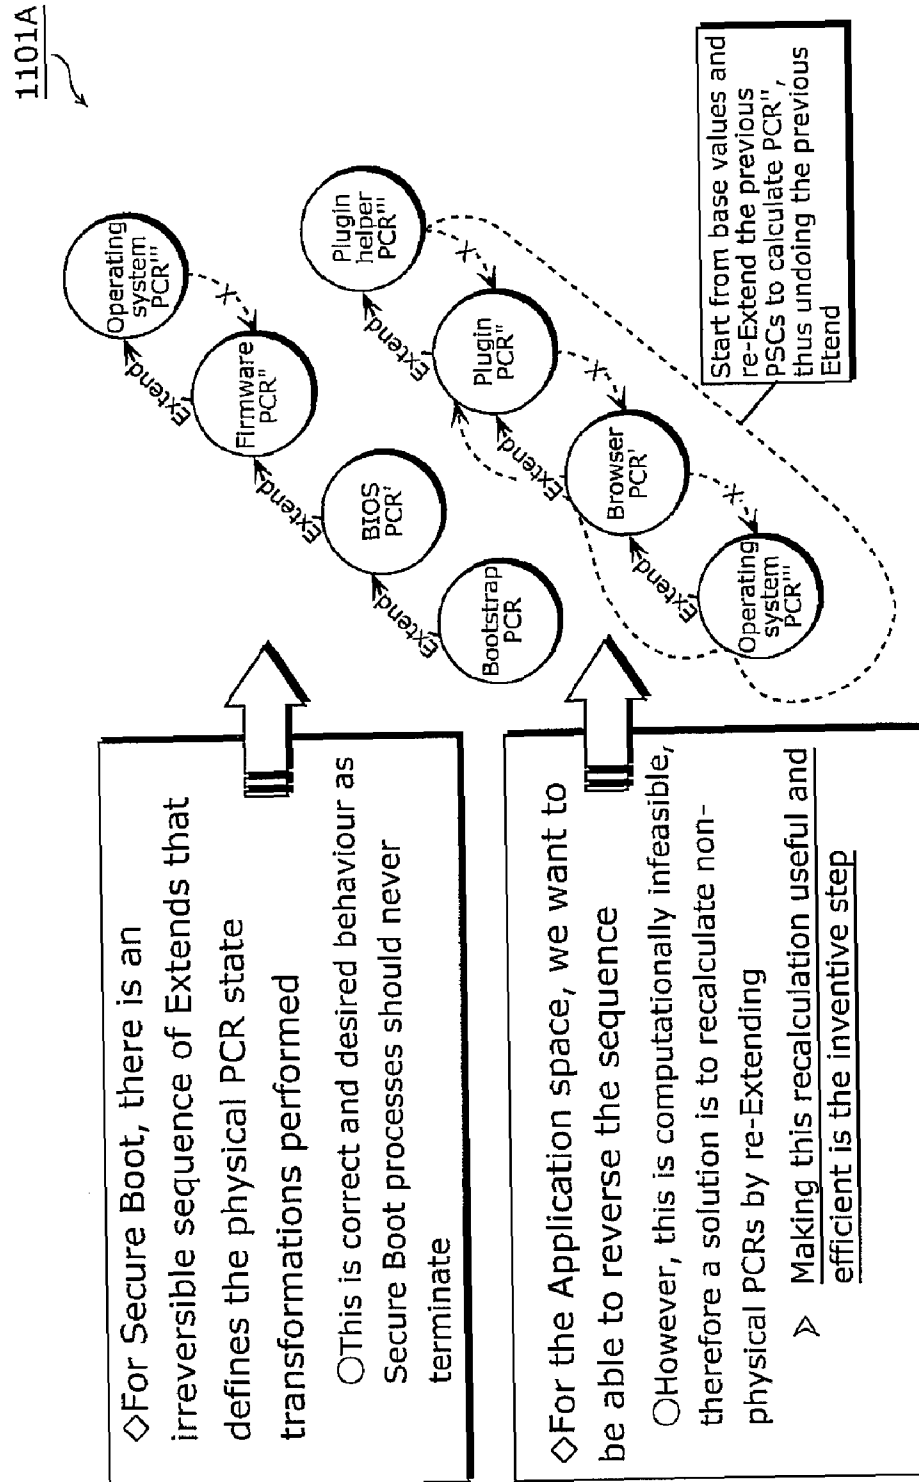 1101A
◇For Secure Boot, there is an
irreversible sequence of Extends that
defines the physical PCR state
transformations performed
○This is correct and desired behaviour as
Secure Boot processes should never
terminate
Bootstrap
PCR
Extend
BIOS
PCR'
Extend
Firmware
PCR"
Extend
Operating
system
PCR'''
X
◇For the Application space, we want to
be able to reverse the sequence
○However, this is computationally infeasible,
therefore a solution is to recalculate non-
physical PCRs by re-Extending
➢ Making this recalculation useful and
efficient is the inventive step
Operating
system
PCR'''
Extend
X
Browser
PCR'
Extend
X
Plugin
PCR"
Extend
X
Plugin
helper
PCR'''
Start from base values and
re-Extend the previous
PSCs to calculate PCR",
thus undoing the previous
Etend